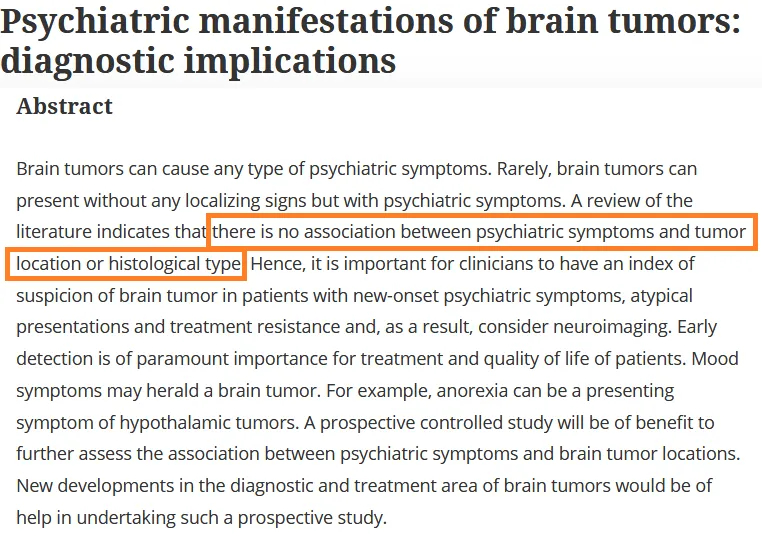 Psychiatric manifestations of brain tumors:
diagnostic implications
Abstract
Brain tumors can cause any type of psychiatric symptoms. Rarely, brain tumors can
present without any localizing signs but with psychiatric symptoms. A review of the
literature indicates that there is no association between psychiatric symptoms and tumor
location or histological type. Hence, it is important for clinicians to have an index of
suspicion of brain tumor in patients with new-onset psychiatric symptoms, atypical
presentations and treatment resistance and, as a result, consider neuroimaging. Early
detection is of paramount importance for treatment and quality of life of patients. Mood
symptoms may herald a brain tumor. For example, anorexia can be a presenting
symptom of hypothalamic tumors. A prospective controlled study will be of benefit to
further assess the association between psychiatric symptoms and brain tumor locations.
New developments in the diagnostic and treatment area of brain tumors would be of
help in undertaking such a prospective study.